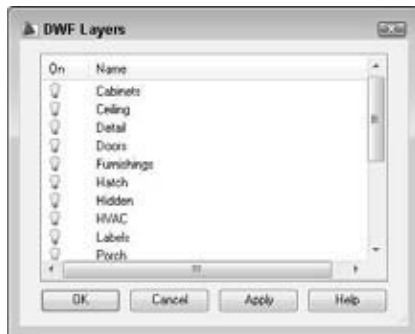 DWF Layers
On Name
Cabinets
Ceiling
Detail
Doors
Furnishings
Hatch
Hidden
HVAC
Labels
Porch
OK Cancel Apply Help